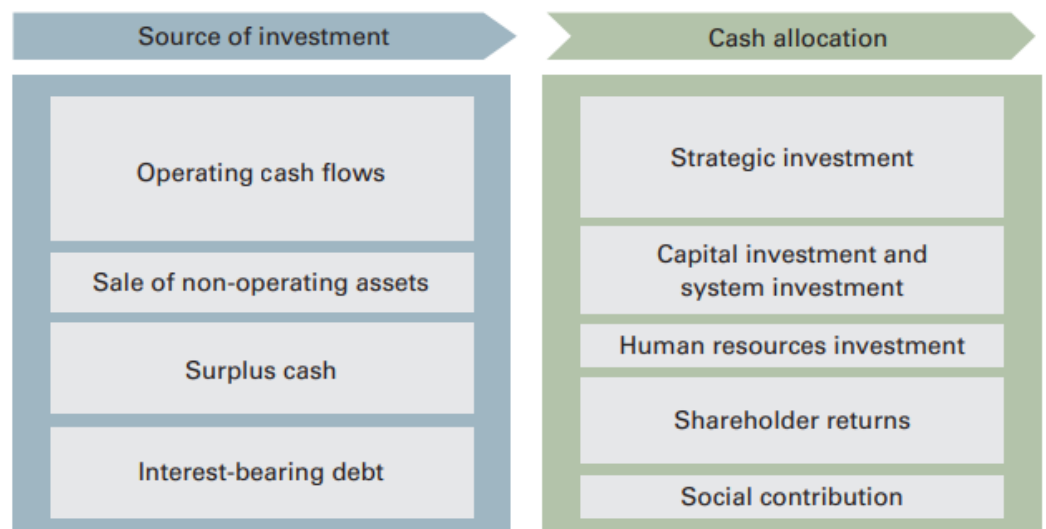 Source of investment
Operating cash flows
Sale of non-operating assets
Surplus cash
Interest-bearing debt
Cash allocation
Strategic investment
Capital investment and
system investment
Human resources investment
Shareholder returns
Social contribution